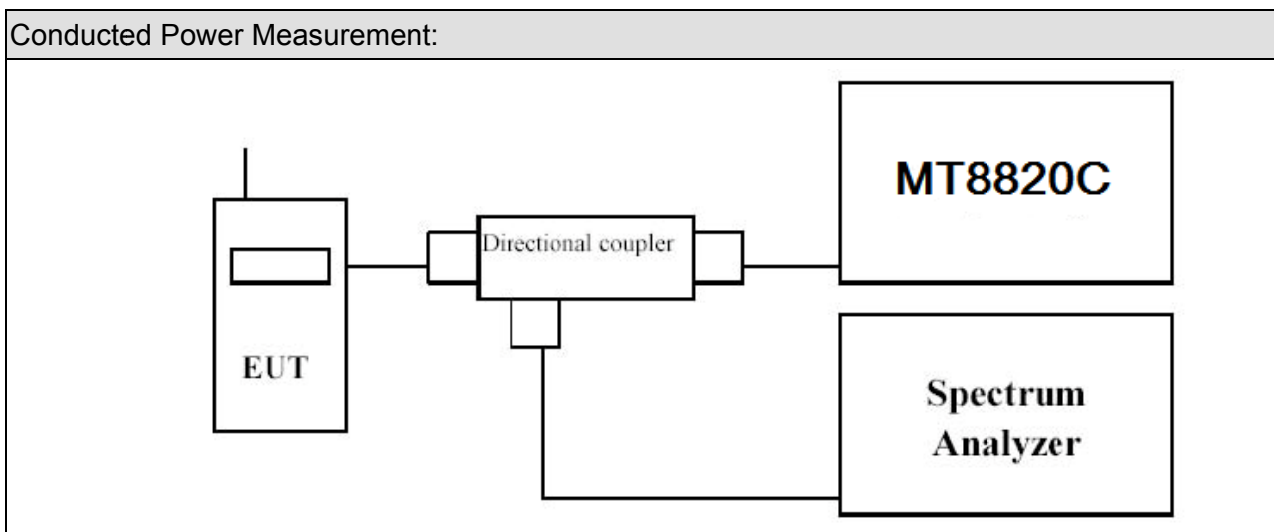 Conducted Power Measurement:
MT8820C
Directional coupler
EUT
Spectrum
Analyzer